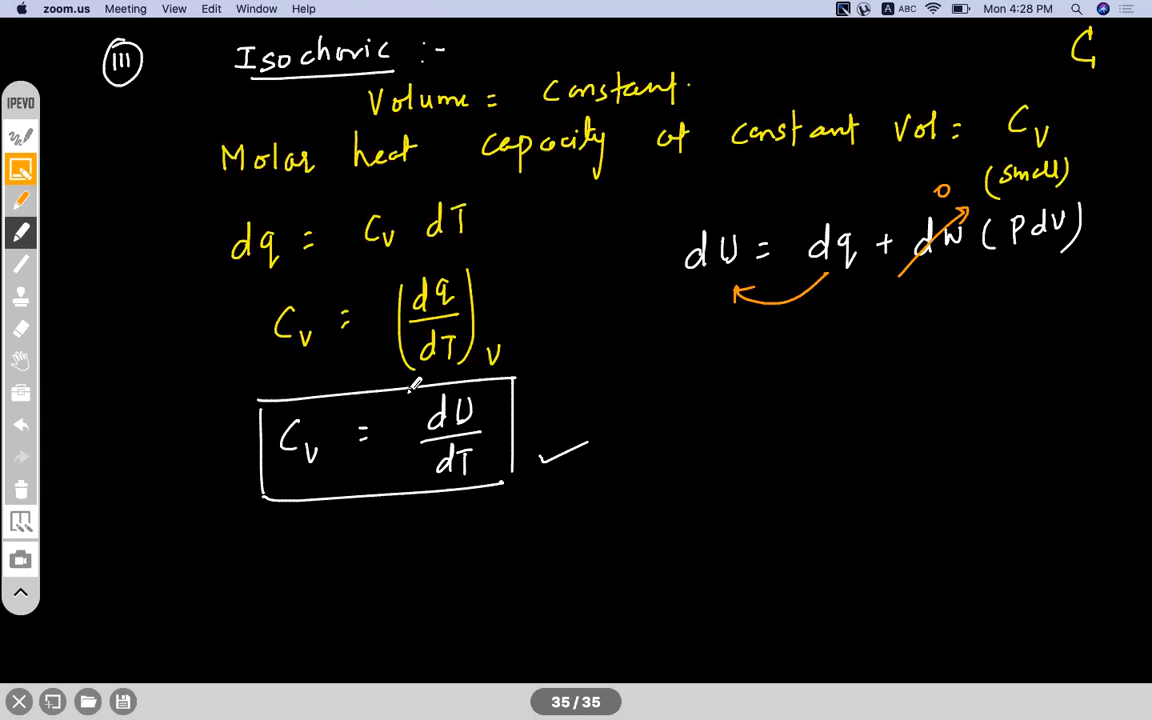 zoom.us Meeting View Edit Window Help A ABC Mon 4:28 PM
III Isochoric :-
C
IPEVO
Volume = Constant.
Molar heat capacity at constant Vol = Cv
(small)
dq = Cv dT
0
dU = dq + dW (PdV)
Cv = (dq/dT)v
Cv = dU/dT
35 / 35